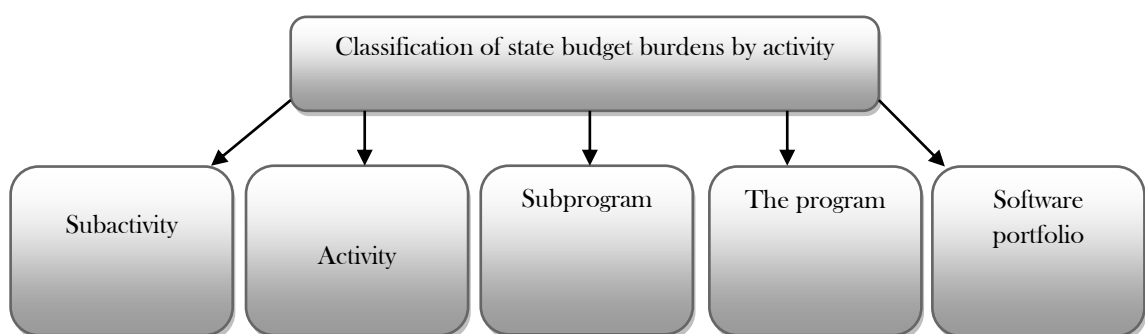 Classification of state budget burdens by activity
Subactivity
Activity
Subprogram
The program
Software
portfolio